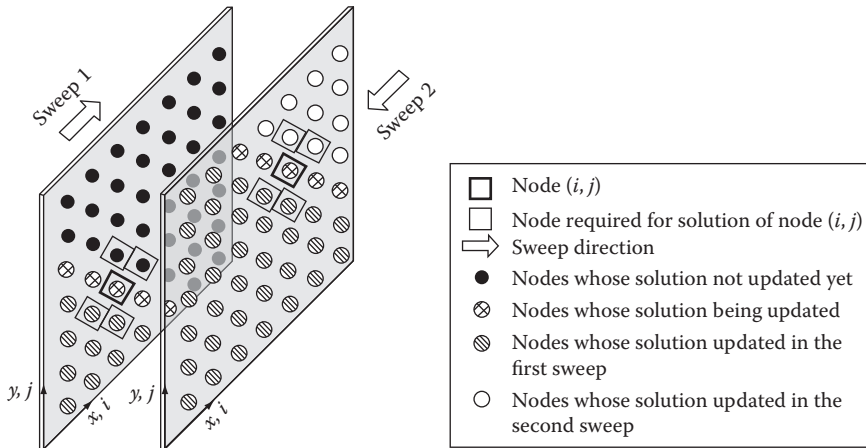 Sweep 1
Sweep 2
y, j
x, i
y, j
x, i
Node (i, j)
Node required for solution of node (i, j)
Sweep direction
Nodes whose solution not updated yet
Nodes whose solution being updated
Nodes whose solution updated in the
first sweep
Nodes whose solution updated in the
second sweep